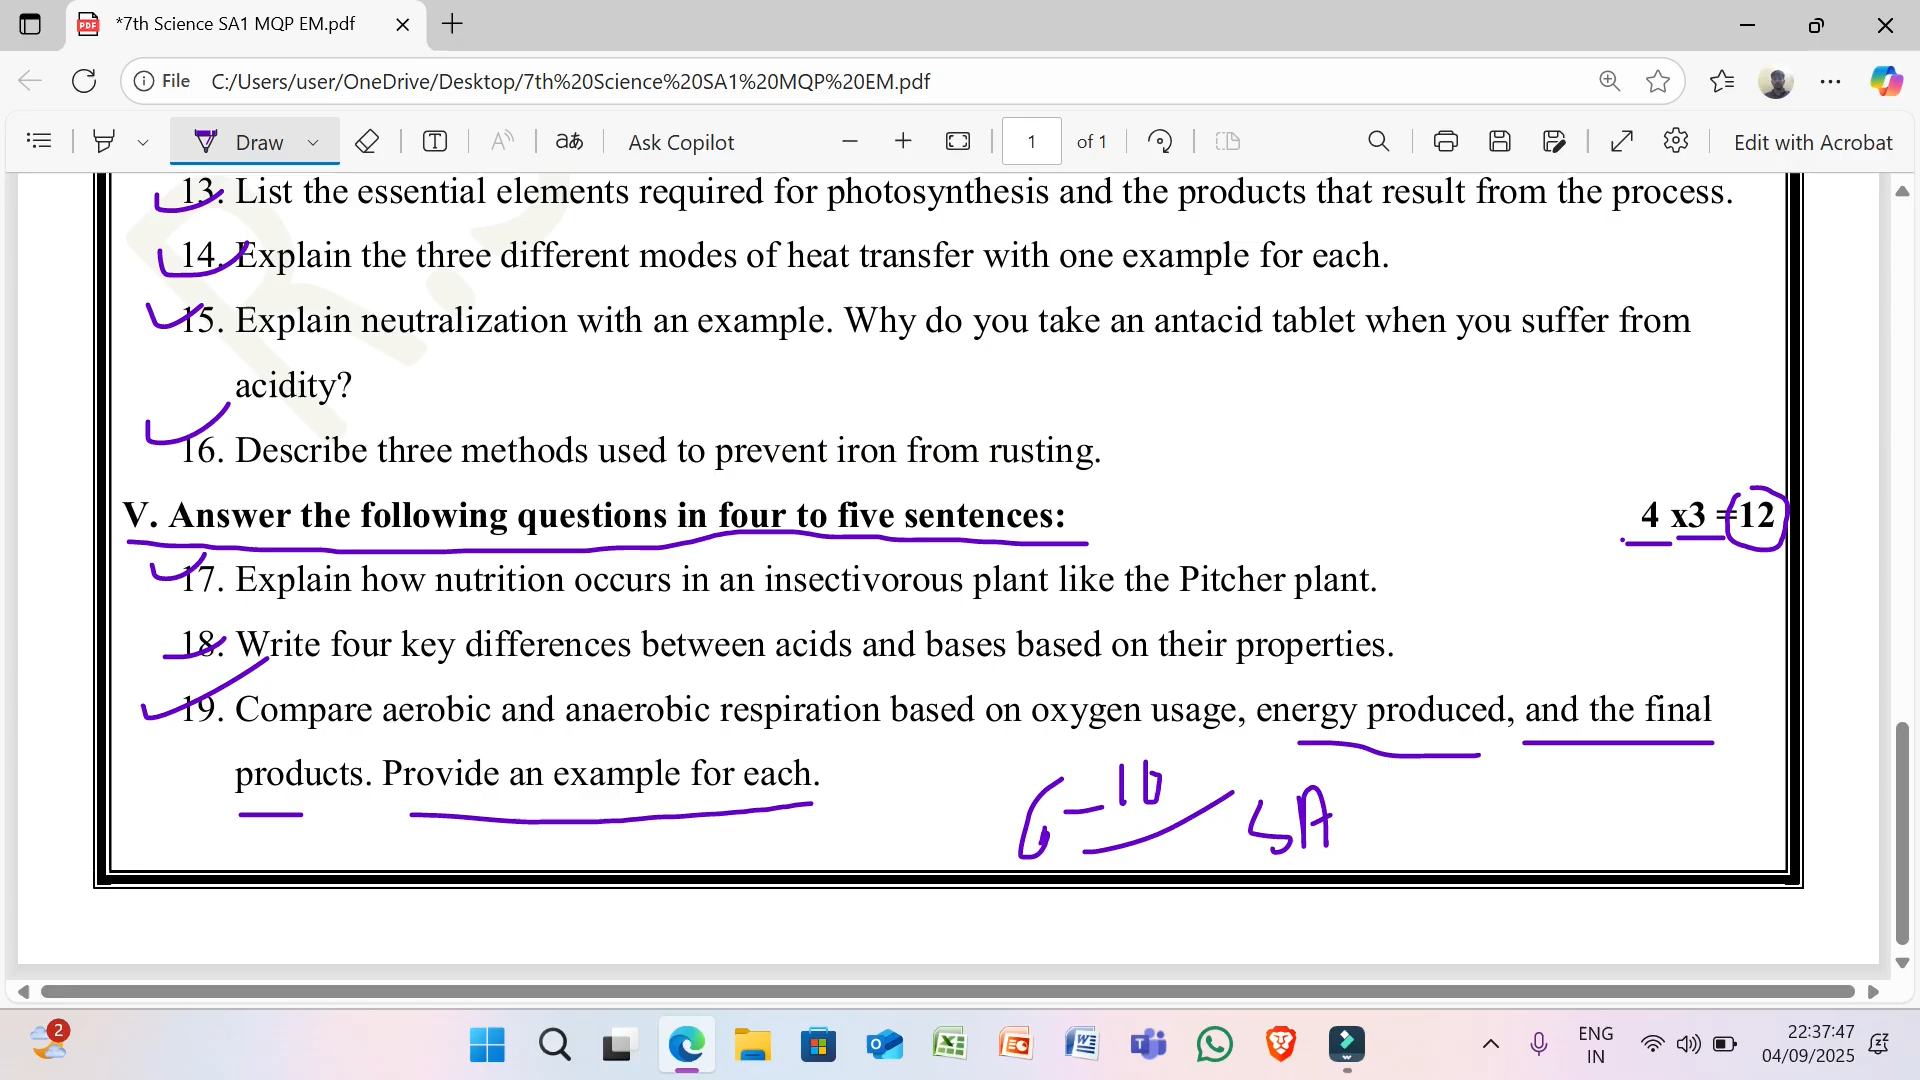 *7th Science SA1 MQP EM.pdf
File C:/Users/user/OneDrive/Desktop/7th%20Science%20SA1%20MQP%20EM.pdf
Draw Ask Copilot 1 of 1 Edit with Acrobat
13. List the essential elements required for photosynthesis and the products that result from the process.
14. Explain the three different modes of heat transfer with one example for each.
15. Explain neutralization with an example. Why do you take an antacid tablet when you suffer from
acidity?
16. Describe three methods used to prevent iron from rusting.
V. Answer the following questions in four to five sentences: 4 x3 =12
17. Explain how nutrition occurs in an insectivorous plant like the Pitcher plant.
18. Write four key differences between acids and bases based on their properties.
19. Compare aerobic and anaerobic respiration based on oxygen usage, energy produced, and the final
products. Provide an example for each.
6 – 10 SA
2
ENG
IN
22:37:47
04/09/2025